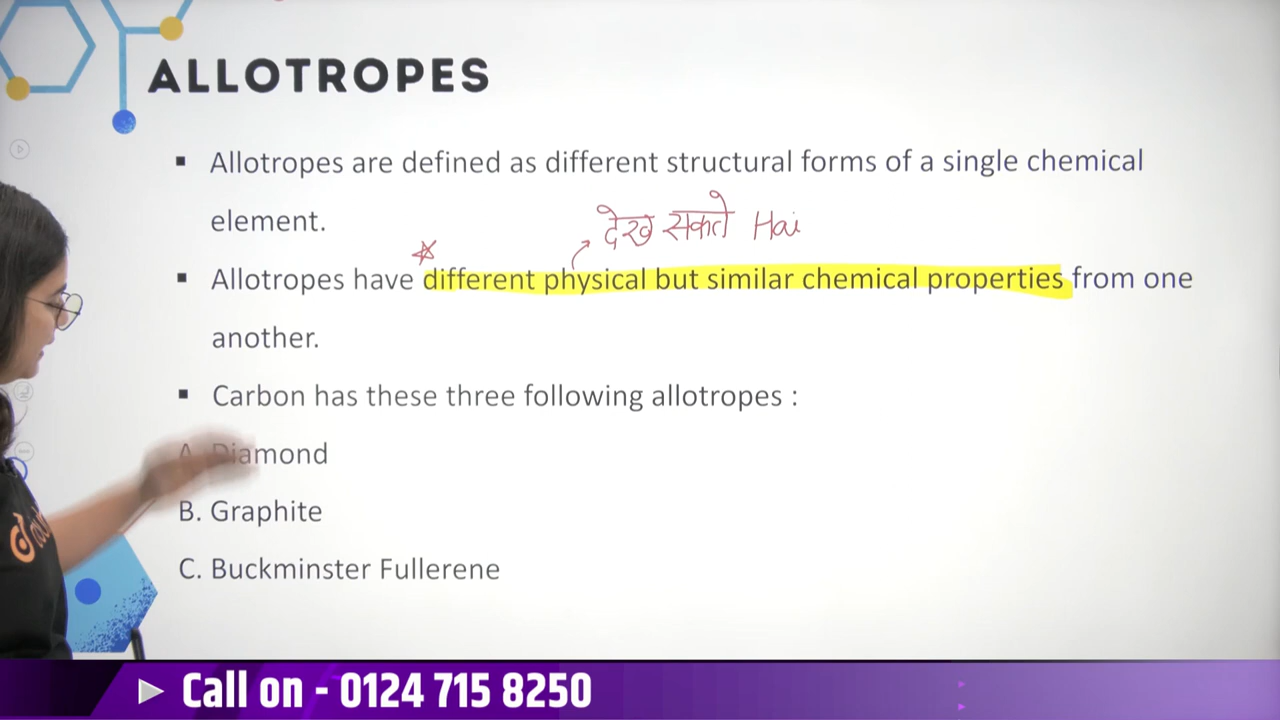 ALLOTROPES
▪ Allotropes are defined as different structural forms of a single chemical
element.
देख सकते Hai
▪ Allotropes have different physical but similar chemical properties from one
another.
▪ Carbon has these three following allotropes :
A. Diamond
B. Graphite
C. Buckminster Fullerene
Call on - 0124 715 8250